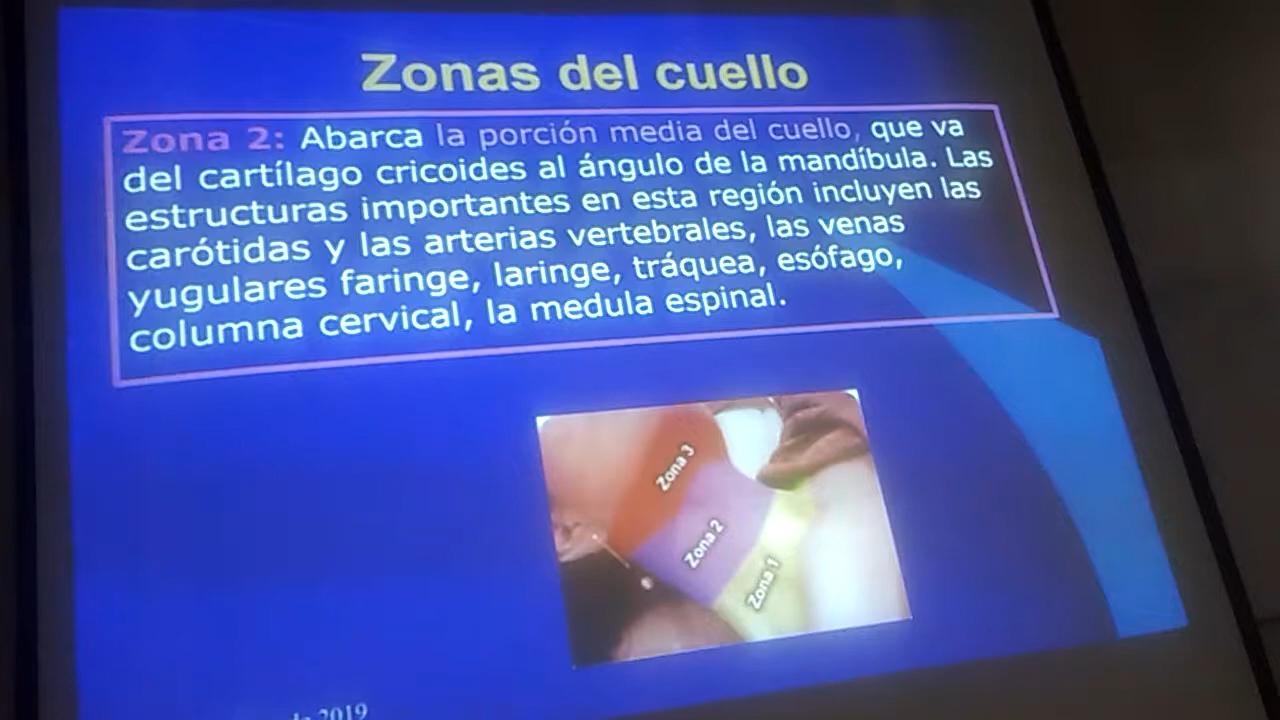 Zonas del cuello
Zona 2: Abarca la porción media del cuello, que va
del cartílago cricoides al ángulo de la mandíbula. Las
estructuras importantes en esta región incluyen las
carótidas y las arterias vertebrales, las venas
yugulares faringe, laringe, tráquea, esófago,
columna cervical, la medula espinal.
Zona 3
Zona 2
Zona 1
2019